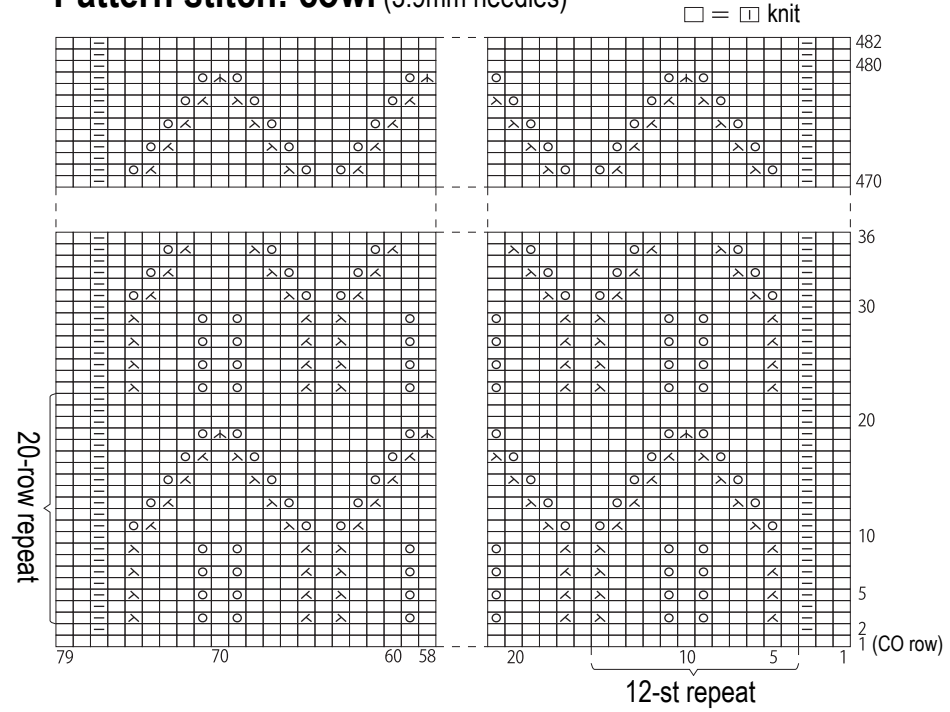 Pattern stitch: cowl (3.9mm needles)
□ = ꟾ knit
482
480
470
36
30
20
10
5
2
1 (CO row)
20-row repeat
79 70 60 58 20 10 5 1
12-st repeat